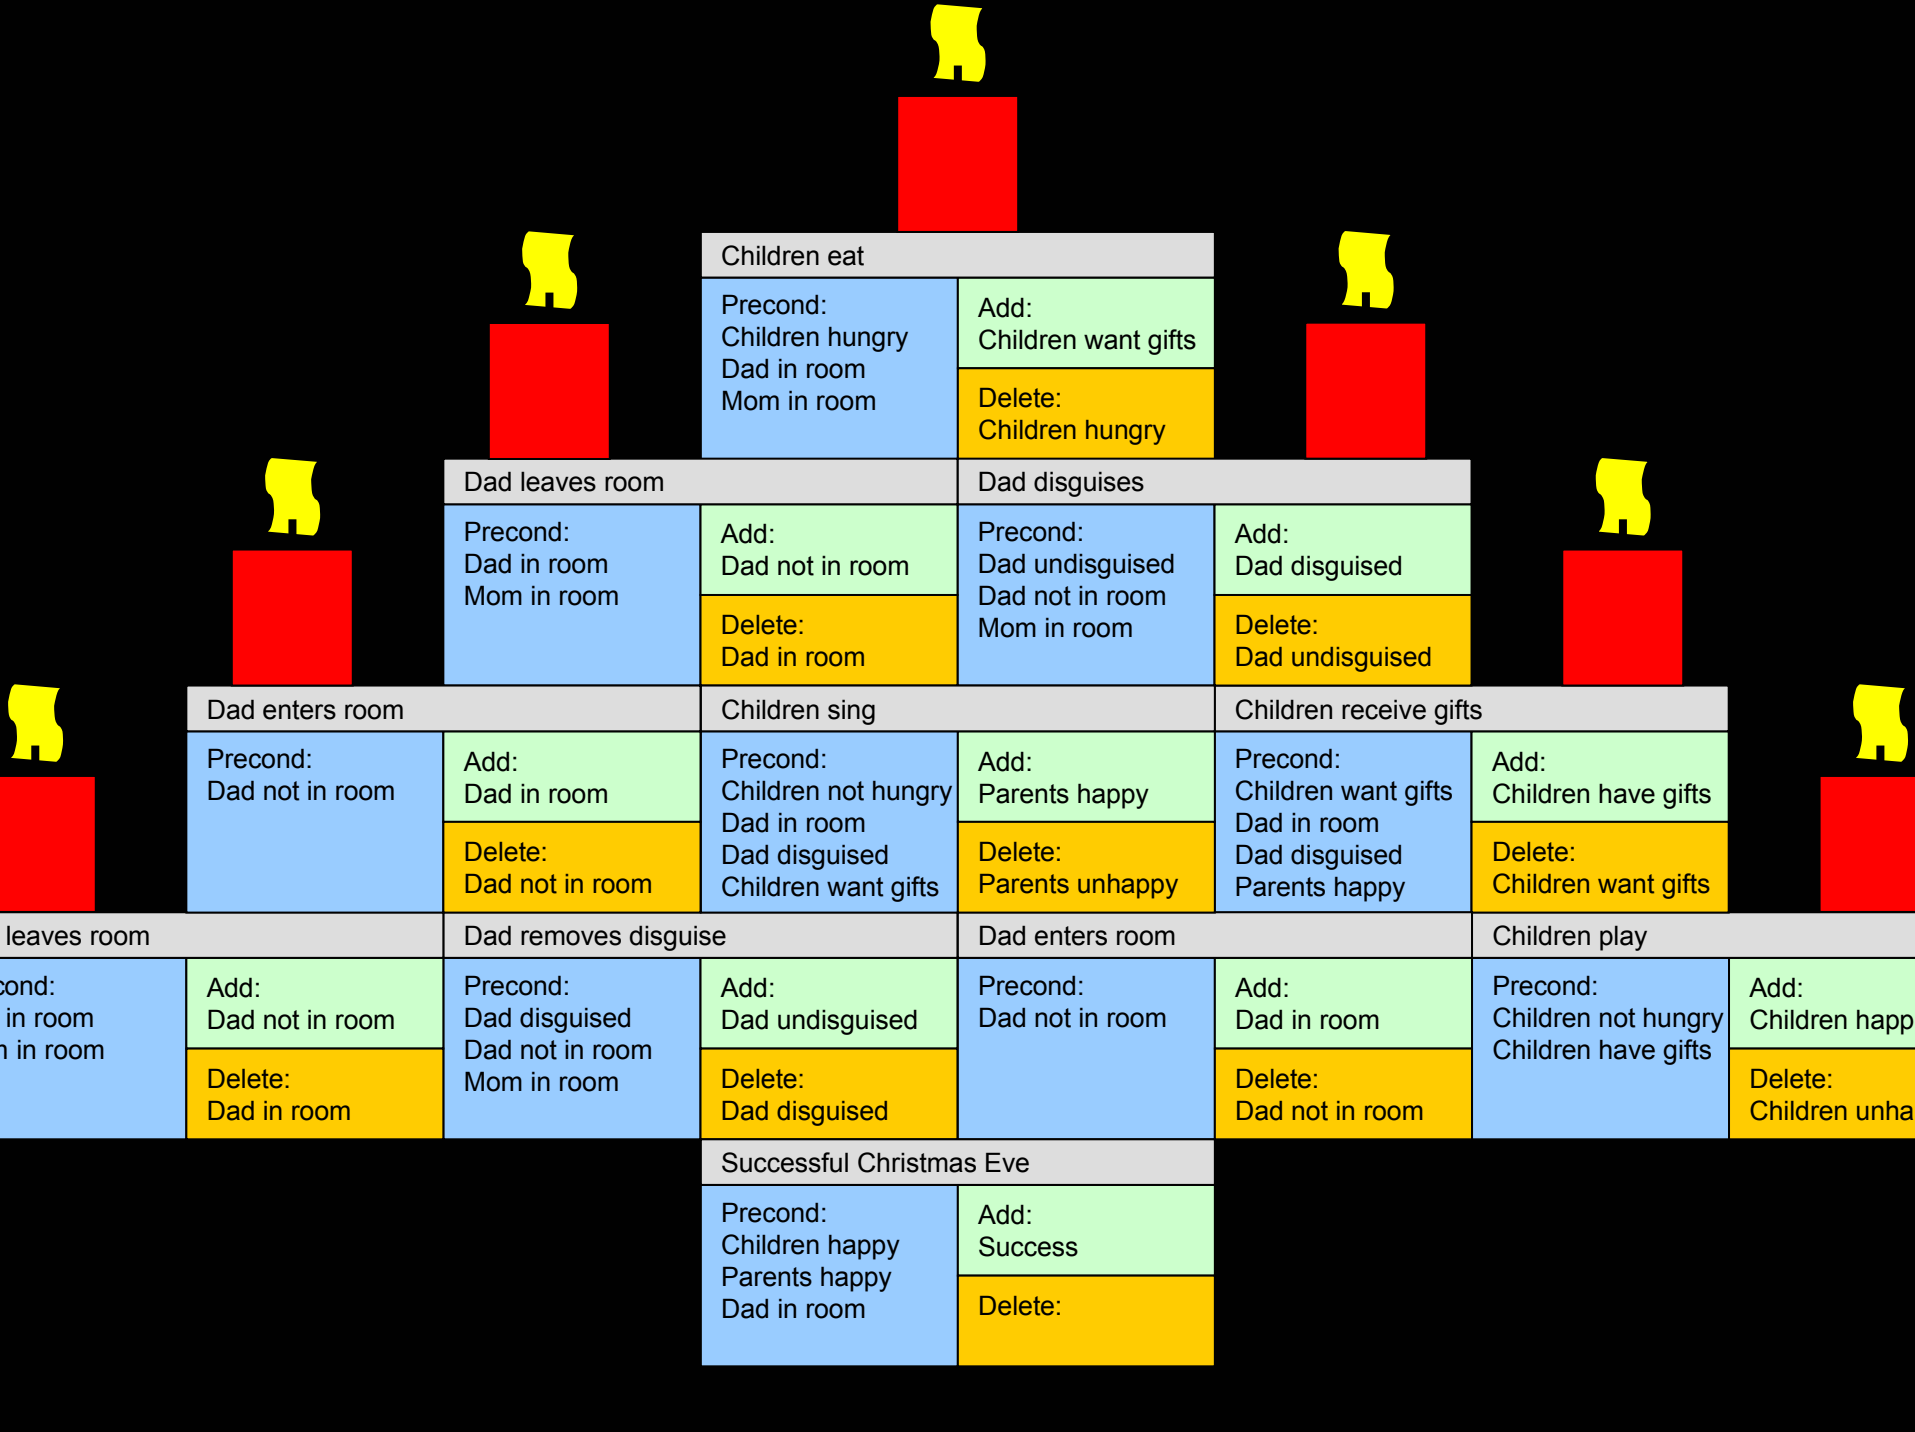 Children eat
Precond:
Children hungry
Dad in room
Mom in room
Add:
Children want gifts
Delete:
Children hungry
Dad leaves room
Precond:
Dad in room
Mom in room
Add:
Dad not in room
Delete:
Dad in room
Dad disguises
Precond:
Dad undisguised
Dad not in room
Mom in room
Add:
Dad disguised
Delete:
Dad undisguised
Dad enters room
Precond:
Dad not in room
Add:
Dad in room
Delete:
Dad not in room
Children sing
Precond:
Children not hungry
Dad in room
Dad disguised
Children want gifts
Add:
Parents happy
Delete:
Parents unhappy
Children receive gifts
Precond:
Children want gifts
Dad in room
Dad disguised
Parents happy
Add:
Children have gifts
Delete:
Children want gifts
leaves room
cond:
in room
in room
Add:
Dad not in room
Delete:
Dad in room
Dad removes disguise
Precond:
Dad disguised
Dad not in room
Mom in room
Add:
Dad undisguised
Delete:
Dad disguised
Dad enters room
Precond:
Dad not in room
Add:
Dad in room
Delete:
Dad not in room
Children play
Precond:
Children not hungry
Children have gifts
Add:
Children happ
Delete:
Children unha
Successful Christmas Eve
Precond:
Children happy
Parents happy
Dad in room
Add:
Success
Delete: